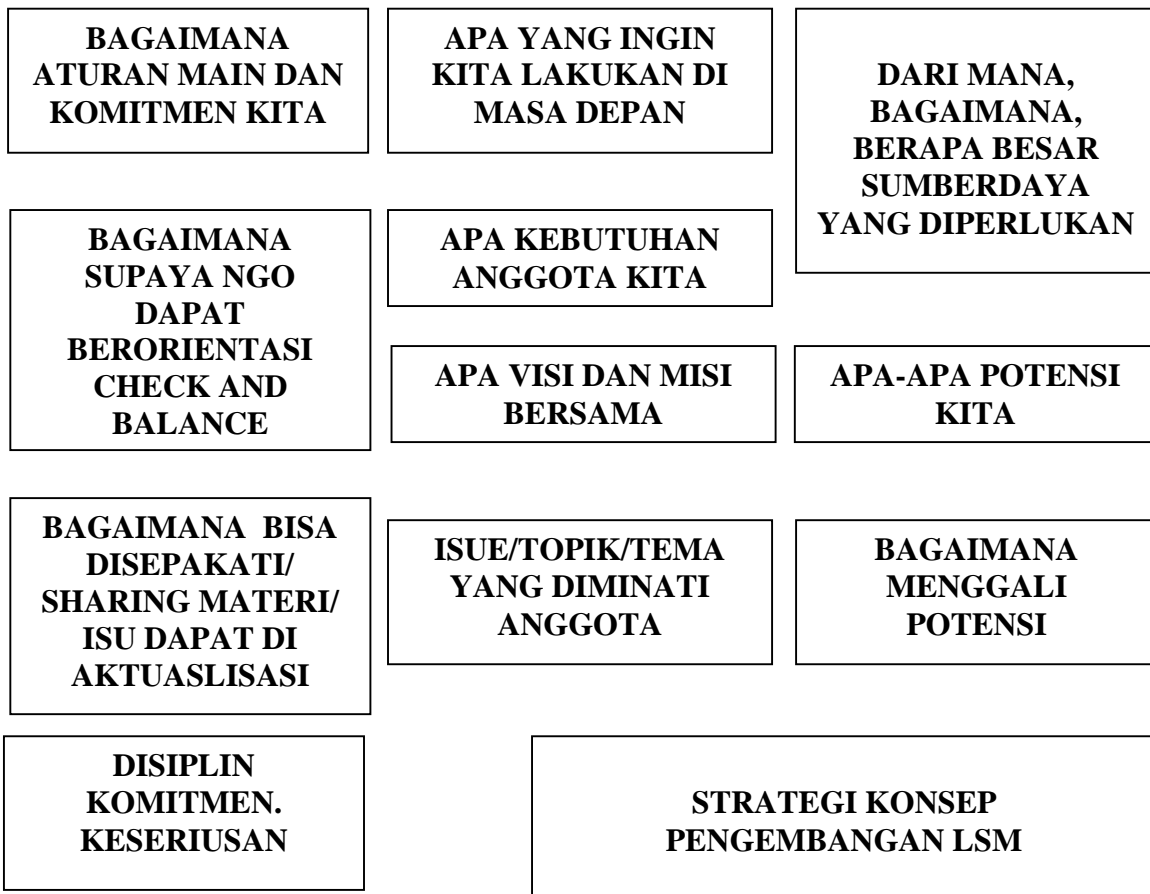 BAGAIMANA
ATURAN MAIN DAN
KOMITMEN KITA
APA YANG INGIN
KITA LAKUKAN DI
MASA DEPAN
DARI MANA,
BAGAIMANA,
BERAPA BESAR
SUMBERDAYA
YANG DIPERLUKAN
BAGAIMANA
SUPAYA NGO
DAPAT
BERORIENTASI
CHECK AND
BALANCE
APA KEBUTUHAN
ANGGOTA KITA
APA VISI DAN MISI
BERSAMA
APA-APA POTENSI
KITA
BAGAIMANA BISA
DISEPAKATI/
SHARING MATERI/
ISU DAPAT DI
AKTUASLISASI
ISUE/TOPIK/TEMA
YANG DIMINATI
ANGGOTA
BAGAIMANA
MENGGALI
POTENSI
DISIPLIN
KOMITMEN.
KESERIUSAN
STRATEGI KONSEP
PENGEMBANGAN LSM